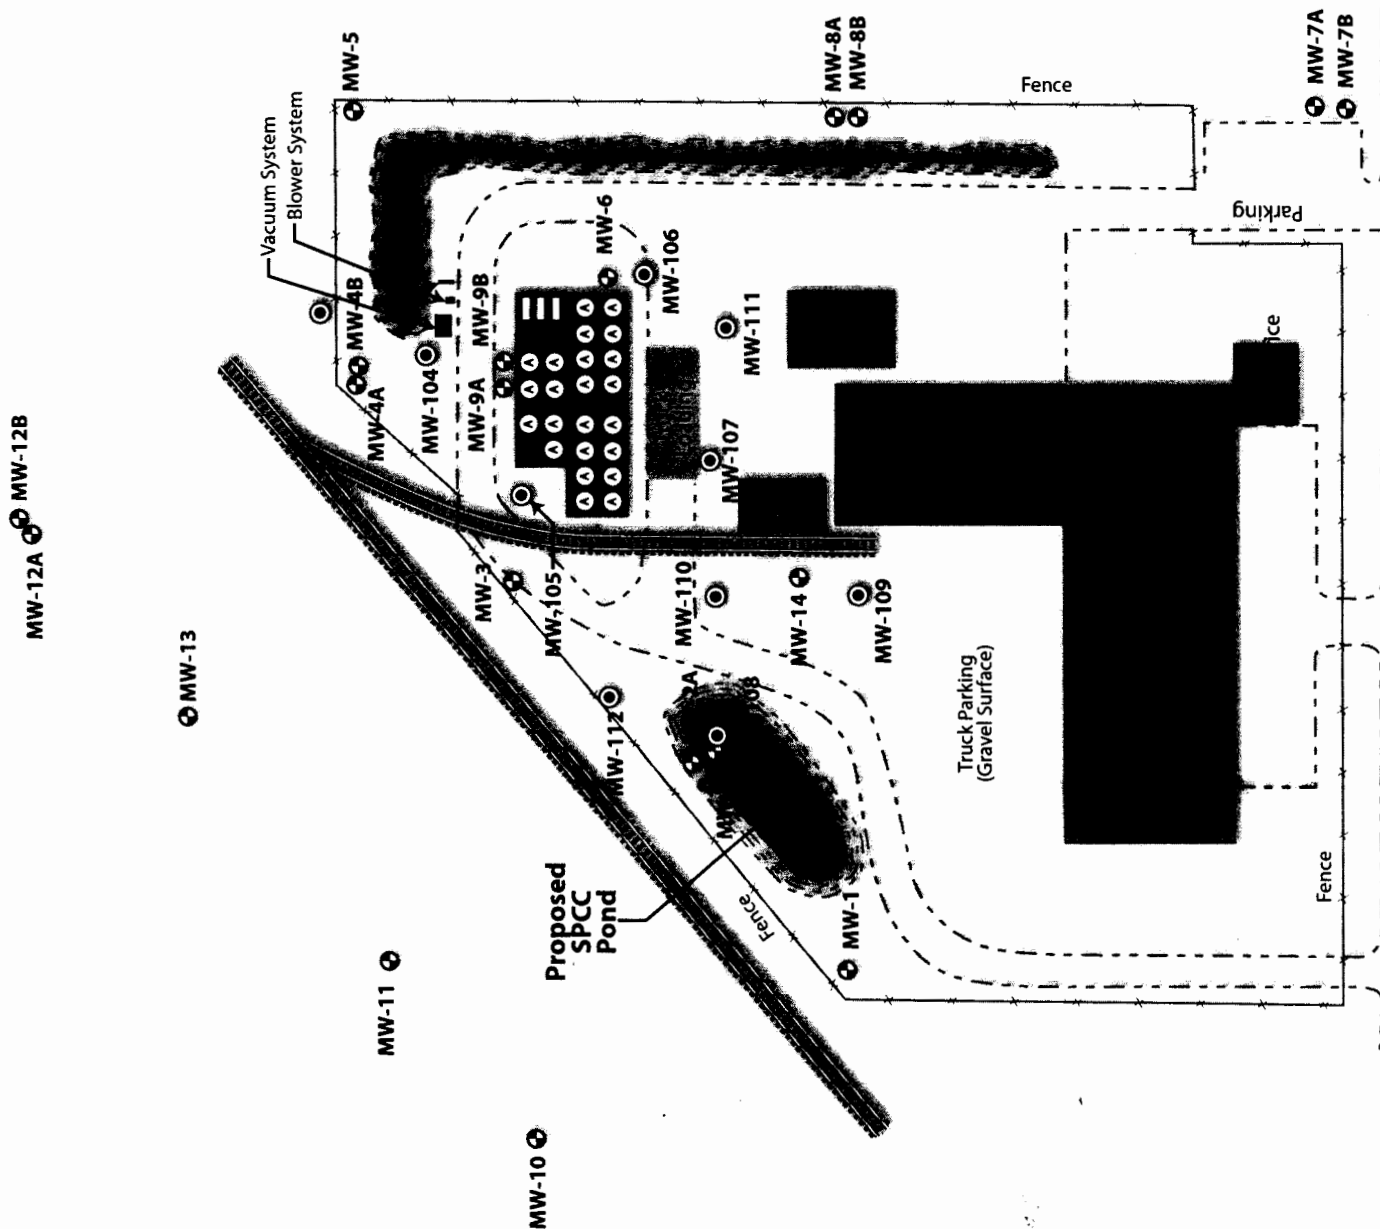 MW-5
MW-8A
MW-8B
MW-7A
MW-7B
Fence
Vacuum System
Blower System
Parking
MW-6
MW-106
MW-4B
MW-9B
MW-111
MW-4A
MW-104
MW-9A
MW-107
MW-12B
MW-12A
MW-3
MW-105
MW-110
MW-14
MW-109
MW-13
MW-112
Truck Parking
(Gravel Surface)
Proposed
SPCC
Pond
Fence
MW-1
Fence
MW-11
MW-10